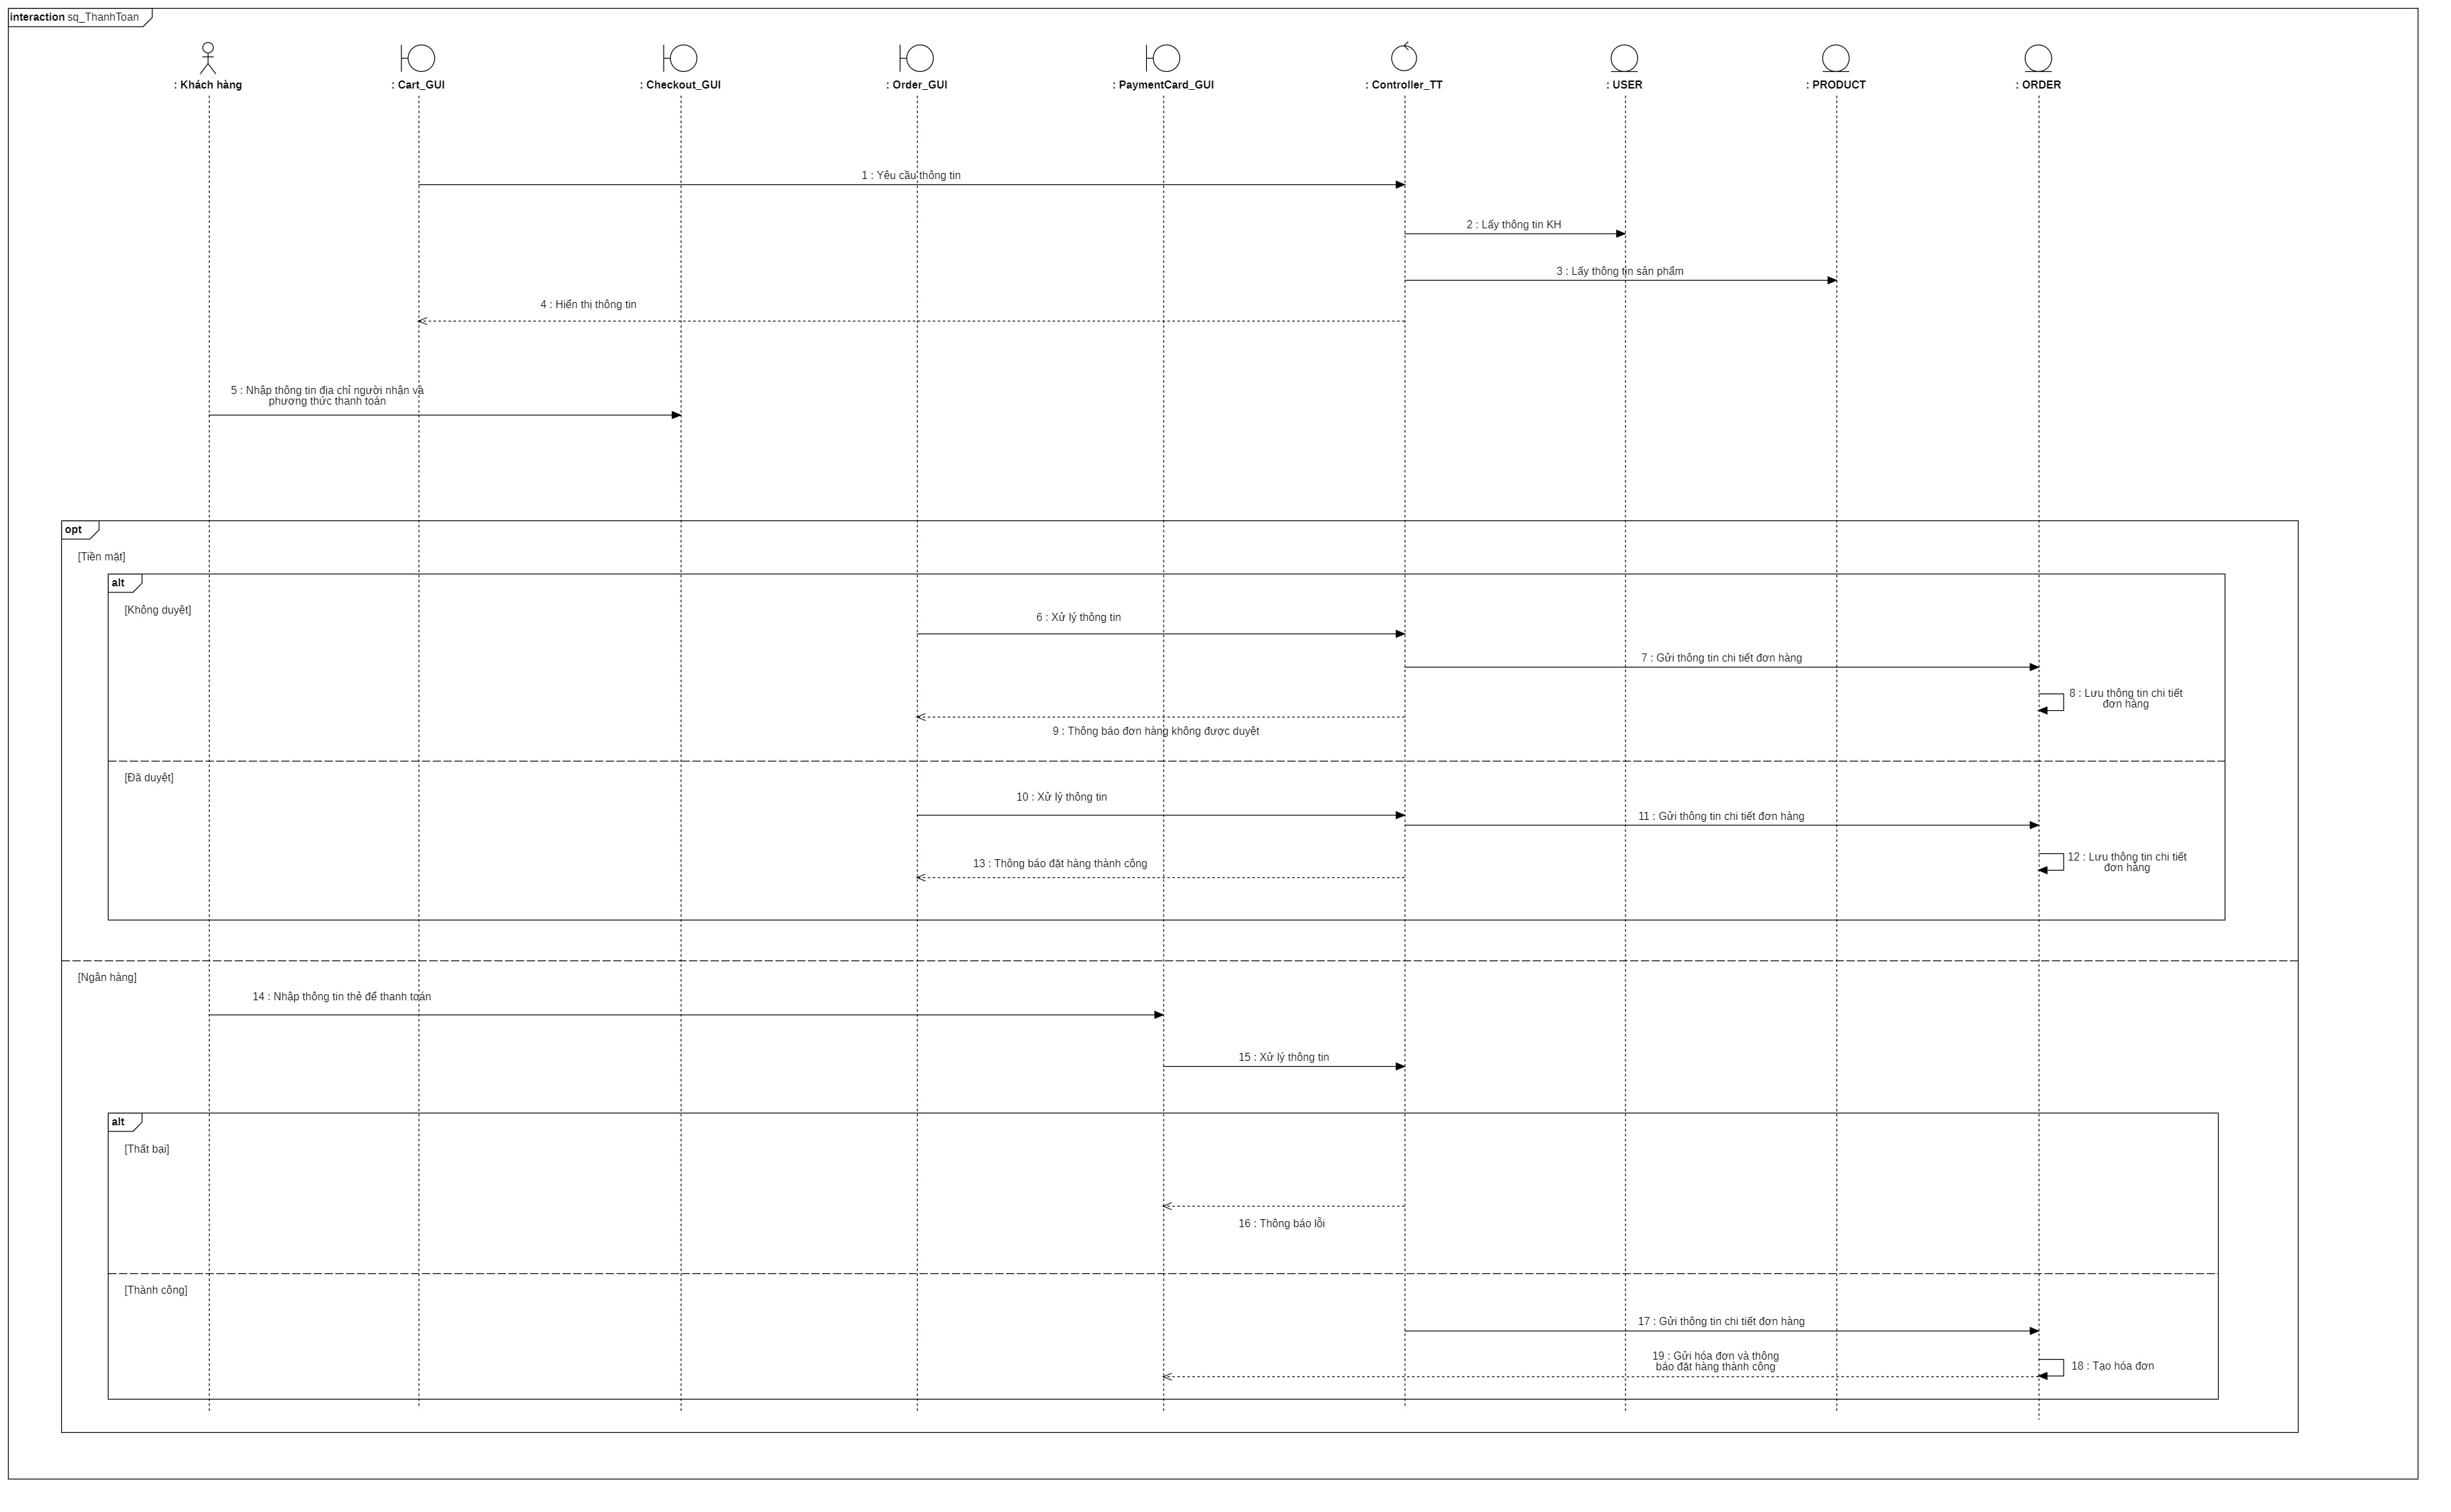 interaction sq_ThanhToan
: Khách hàng
: Cart_GUI
: Checkout_GUI
: Order_GUI
: PaymentCard_GUI
: Controller_TT
: USER
: PRODUCT
: ORDER
1 : Yêu cầu thông tin
2 : Lấy thông tin KH
3 : Lấy thông tin sản phẩm
4 : Hiển thị thông tin
5 : Nhập thông tin địa chỉ người nhận và
phương thức thanh toán
opt
[Tiền mặt]
alt
[Không duyệt]
6 : Xử lý thông tin
7 : Gửi thông tin chi tiết đơn hàng
8 : Lưu thông tin chi tiết
đơn hàng
9 : Thông báo đơn hàng không được duyệt
[Đã duyệt]
10 : Xử lý thông tin
11 : Gửi thông tin chi tiết đơn hàng
12 : Lưu thông tin chi tiết
đơn hàng
13 : Thông báo đặt hàng thành công
[Ngân hàng]
14 : Nhập thông tin thẻ để thanh toán
15 : Xử lý thông tin
alt
[Thất bại]
16 : Thông báo lỗi
[Thành công]
17 : Gửi thông tin chi tiết đơn hàng
19 : Gửi hóa đơn và thông
báo đặt hàng thành công
18 : Tạo hóa đơn